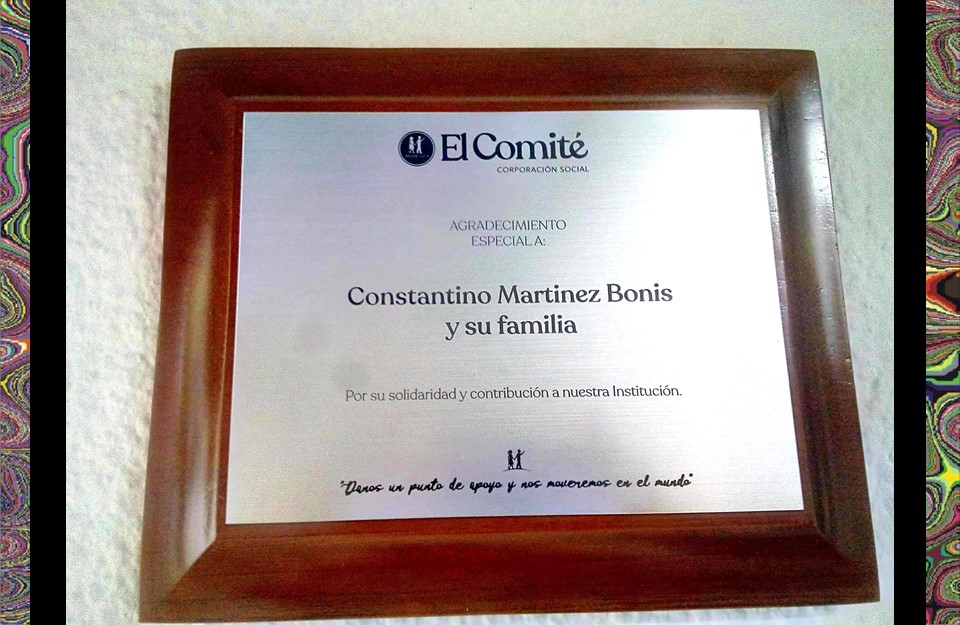 El Comité
CORPORACIÓN SOCIAL
AGRADECIMIENTO
ESPECIAL A:
Constantino Martinez Bonis
y su familia
Por su solidaridad y contribución a nuestra Institución.
"Danos un punto de apoyo y nos moveremos en el mundo"